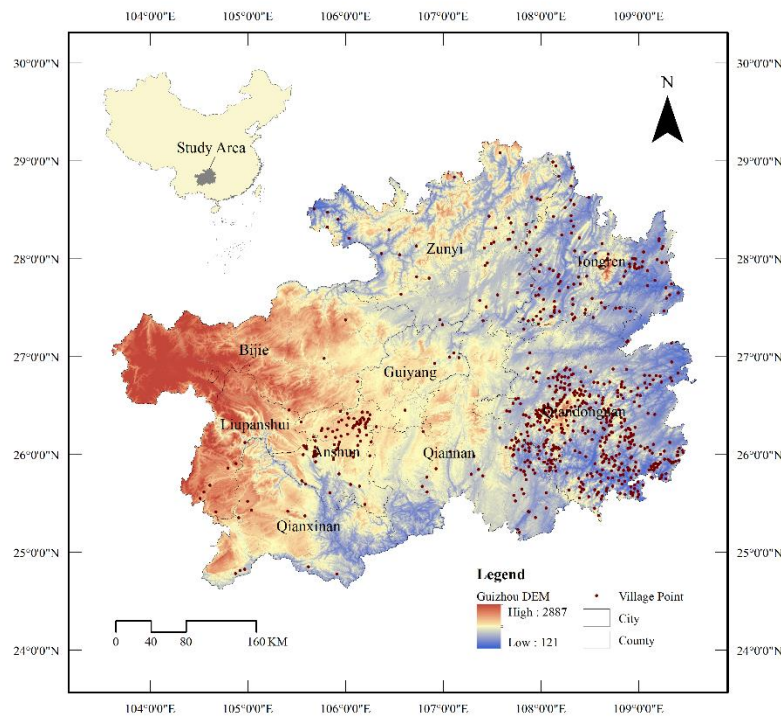 104°0'0"E 105°0'0"E 106°0'0"E 107°0'0"E 108°0'0"E 109°0'0"E
30°0'0"N 30°0'0"N
N
Study Area
29°0'0"N 29°0'0"N
Zunyi
Tongren
28°0'0"N 28°0'0"N
Bijie
27°0'0"N 27°0'0"N
Guiyang
Liupanshui
Qiandongnan
Anshun
Qiannan
26°0'0"N 26°0'0"N
Qianxinan
25°0'0"N 25°0'0"N
Legend
Guizhou DEM
Village Point
High : 2887
City
Low : 121
County
0 40 80 160 KM
24°0'0"N 24°0'0"N
104°0'0"E 105°0'0"E 106°0'0"E 107°0'0"E 108°0'0"E 109°0'0"E